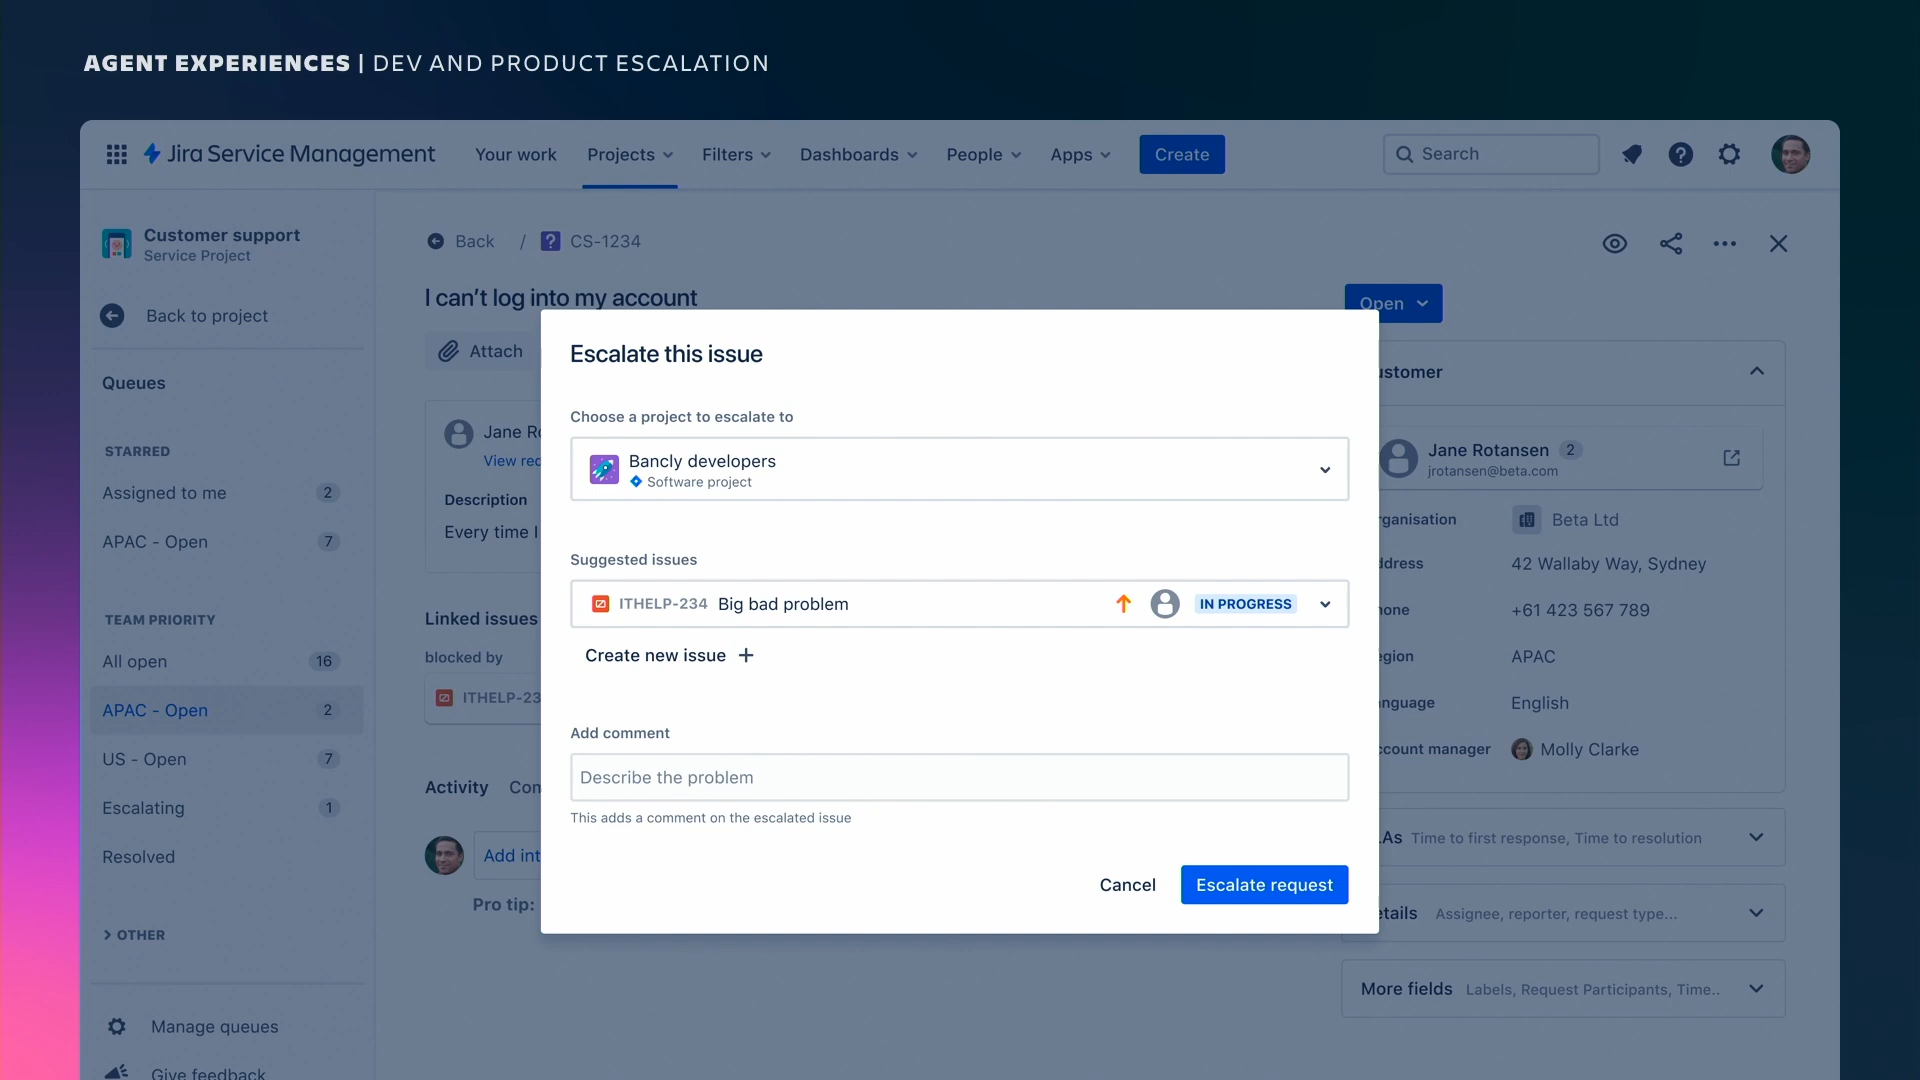 AGENT EXPERIENCES | DEV AND PRODUCT ESCALATION
Jira Service Management
Your work
Projects
Filters
Dashboards
People
Apps
Create
Search
Customer support
Service Project
Back to project
Queues
STARRED
Assigned to me 2
APAC - Open 7
TEAM PRIORITY
All open 16
APAC - Open 2
US - Open 7
Escalating 1
Resolved
OTHER
Manage queues
Give feedback
Back / CS-1234
I can't log into my account
Attach
Open
Jane Ro
View rec
Description
Every time I
Linked issues
blocked by
ITHELP-23
Activity Con
Add int
Pro tip:
Escalate this issue
Choose a project to escalate to
Bancly developers
Software project
Suggested issues
ITHELP-234 Big bad problem IN PROGRESS
Create new issue +
Add comment
Describe the problem
This adds a comment on the escalated issue
Cancel
Escalate request
ustomer
Jane Rotansen 2
jrotansen@beta.com
rganisation Beta Ltd
ddress 42 Wallaby Way, Sydney
hone +61 423 567 789
egion APAC
anguage English
ccount manager Molly Clarke
LAs Time to first response, Time to resolution
etails Assignee, reporter, request type...
More fields Labels, Request Participants, Time..